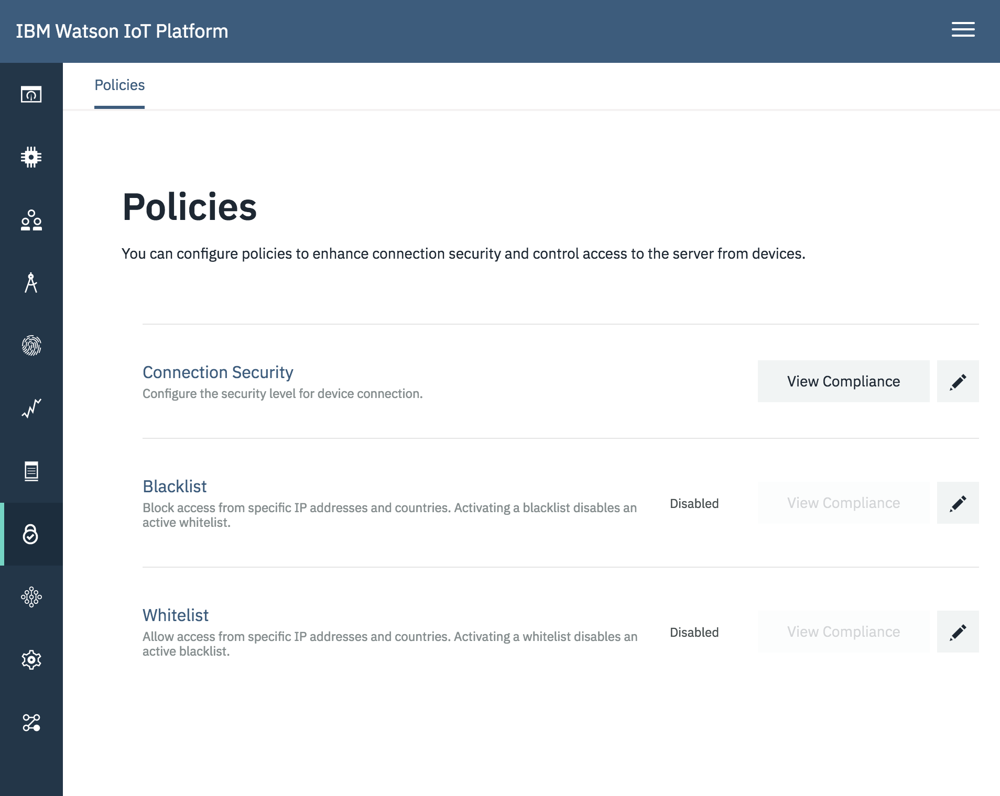 IBM Watson IoT Platform
Policies
Policies
You can configure policies to enhance connection security and control access to the server from devices.
Connection Security
Configure the security level for device connection.
View Compliance
Blacklist
Block access from specific IP addresses and countries. Activating a blacklist disables an
active whitelist.
Disabled
View Compliance
Whitelist
Allow access from specific IP addresses and countries. Activating a whitelist disables an
active blacklist.
Disabled
View Compliance